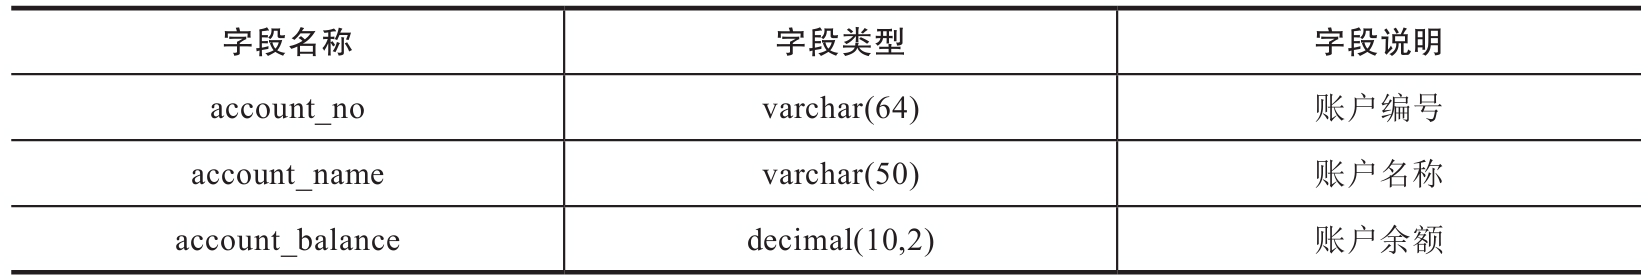 字段名称 字段类型 字段说明
account_no varchar(64) 账户编号
account_name varchar(50) 账户名称
account_balance decimal(10,2) 账户余额